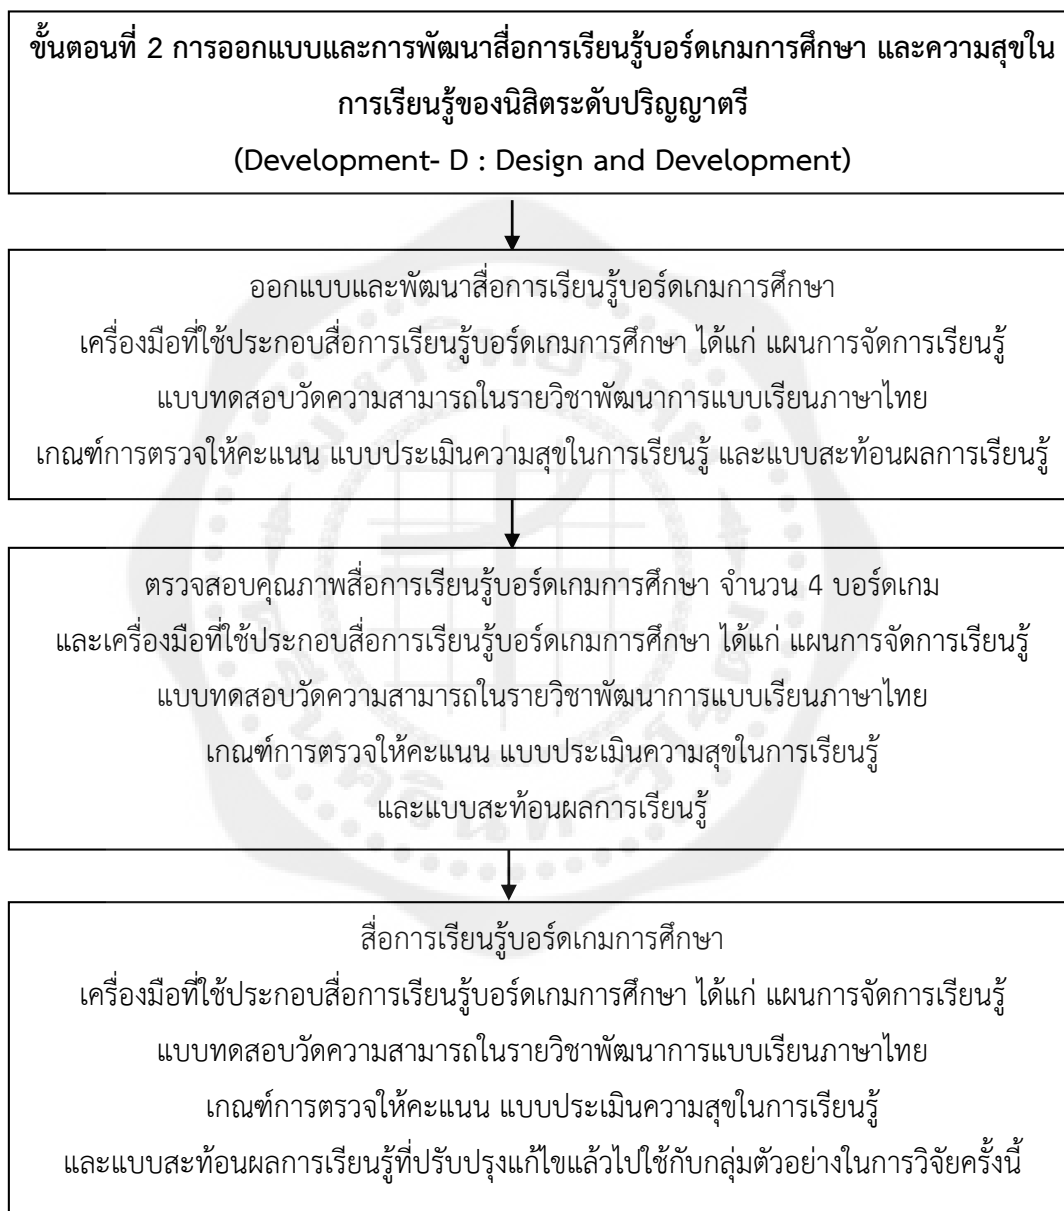 ขั้นตอนที่ 2 การออกแบบและการพัฒนาสื่อการเรียนรู้บอร์ดเกมการศึกษา และความสุขใน
การเรียนรู้ของนิสิตระดับปริญญาตรี
(Development- D : Design and Development)
ออกแบบและพัฒนาสื่อการเรียนรู้บอร์ดเกมการศึกษา
เครื่องมือที่ใช้ประกอบสื่อการเรียนรู้บอร์ดเกมการศึกษา ได้แก่ แผนการจัดการเรียนรู้
แบบทดสอบวัดความสามารถในรายวิชาพัฒนาการแบบเรียนภาษาไทย
เกณฑ์การตรวจให้คะแนน แบบประเมินความสุขในการเรียนรู้ และแบบสะท้อนผลการเรียนรู้
ตรวจสอบคุณภาพสื่อการเรียนรู้บอร์ดเกมการศึกษา จำนวน 4 บอร์ดเกม
และเครื่องมือที่ใช้ประกอบสื่อการเรียนรู้บอร์ดเกมการศึกษา ได้แก่ แผนการจัดการเรียนรู้
แบบทดสอบวัดความสามารถในรายวิชาพัฒนาการแบบเรียนภาษาไทย
เกณฑ์การตรวจให้คะแนน แบบประเมินความสุขในการเรียนรู้
และแบบสะท้อนผลการเรียนรู้
สื่อการเรียนรู้บอร์ดเกมการศึกษา
เครื่องมือที่ใช้ประกอบสื่อการเรียนรู้บอร์ดเกมการศึกษา ได้แก่ แผนการจัดการเรียนรู้
แบบทดสอบวัดความสามารถในรายวิชาพัฒนาการแบบเรียนภาษาไทย
เกณฑ์การตรวจให้คะแนน แบบประเมินความสุขในการเรียนรู้
และแบบสะท้อนผลการเรียนรู้ที่ปรับปรุงแก้ไขแล้วไปใช้กับกลุ่มตัวอย่างในการวิจัยครั้งนี้